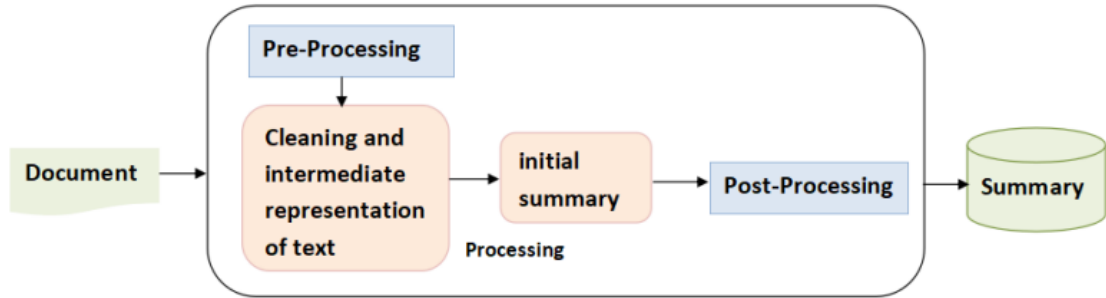 Pre-Processing
Document
Cleaning and
intermediate
representation
of text
initial
summary
Processing
Post-Processing
Summary